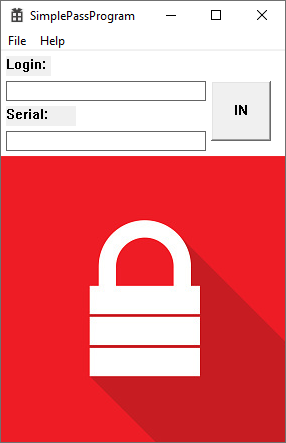 SimplePassProgram
File Help
Login:
IN
Serial: